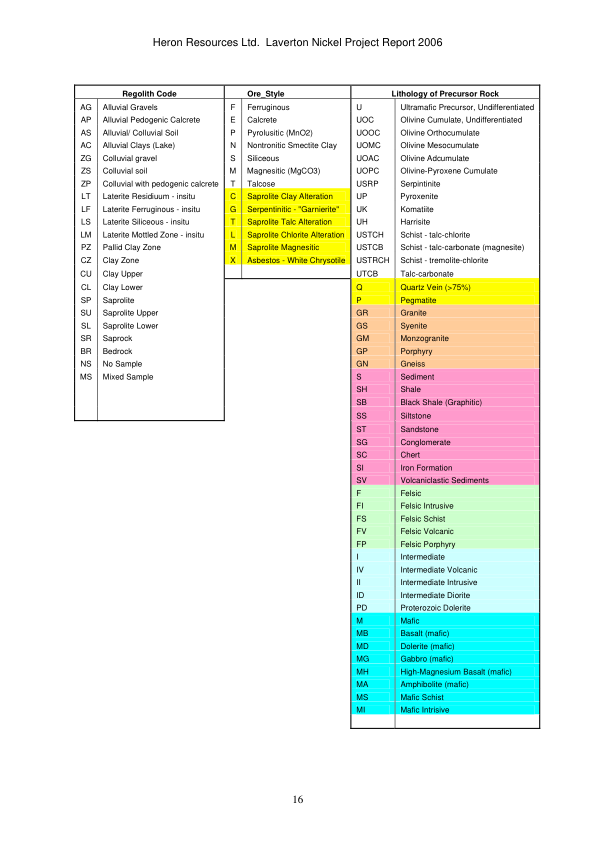 Heron Resources Ltd. Laverton Nickel Project Report 2006
Regolith Code Ore_Style Lithology of Precursor Rock
AG Alluvial Gravels F Ferruginous U Ultramafic Precursor, Undifferentiated
AP Alluvial Pedogenic Calcrete E Calcrete UOC Olivine Cumulate, Undifferentiated
AS Alluvial/ Colluvial Soil P Pyrolusitic (MnO2) UOOC Olivine Orthocumulate
AC Alluvial Clays (Lake) N Nontronitic Smectite Clay UOMC Olivine Mesocumulate
ZG Colluvial gravel S Siliceous UOAC Olivine Adcumulate
ZS Colluvial soil M Magnesitic (MgCO3) UOPC Olivine-Pyroxene Cumulate
ZP Colluvial with pedogenic calcrete T Talcose USRP Serpintinite
LT Laterite Residiuum - insitu C Saprolite Clay Alteration UP Pyroxenite
LF Laterite Ferruginous - insitu G Serpentinitic - "Garnierite" UK Komatiite
LS Laterite Siliceous - insitu T Saprolite Talc Alteration UH Harrisite
LM Laterite Mottled Zone - insitu L Saprolite Chlorite Alteration USTCH Schist - talc-chlorite
PZ Pallid Clay Zone M Saprolite Magnesitic USTCB Schist - talc-carbonate (magnesite)
CZ Clay Zone X Asbestos - White Chrysotile USTRCH Schist - tremolite-chlorite
CU Clay Upper UTCB Talc-carbonate
CL Clay Lower Q Quartz Vein (>75%)
SP Saprolite P Pegmatite
SU Saprolite Upper GR Granite
SL Saprolite Lower GS Syenite
SR Saprock GM Monzogranite
BR Bedrock GP Porphyry
NS No Sample GN Gneiss
MS Mixed Sample S Sediment
SH Shale
SB Black Shale (Graphitic)
SS Siltstone
ST Sandstone
SG Conglomerate
SC Chert
SI Iron Formation
SV Volcaniclastic Sediments
F Felsic
FI Felsic Intrusive
FS Felsic Schist
FV Felsic Volcanic
FP Felsic Porphyry
I Intermediate
IV Intermediate Volcanic
II Intermediate Intrusive
ID Intermediate Diorite
PD Proterozoic Dolerite
M Mafic
MB Basalt (mafic)
MD Dolerite (mafic)
MG Gabbro (mafic)
MH High-Magnesium Basalt (mafic)
MA Amphibolite (mafic)
MS Mafic Schist
MI Mafic Intrisive
16